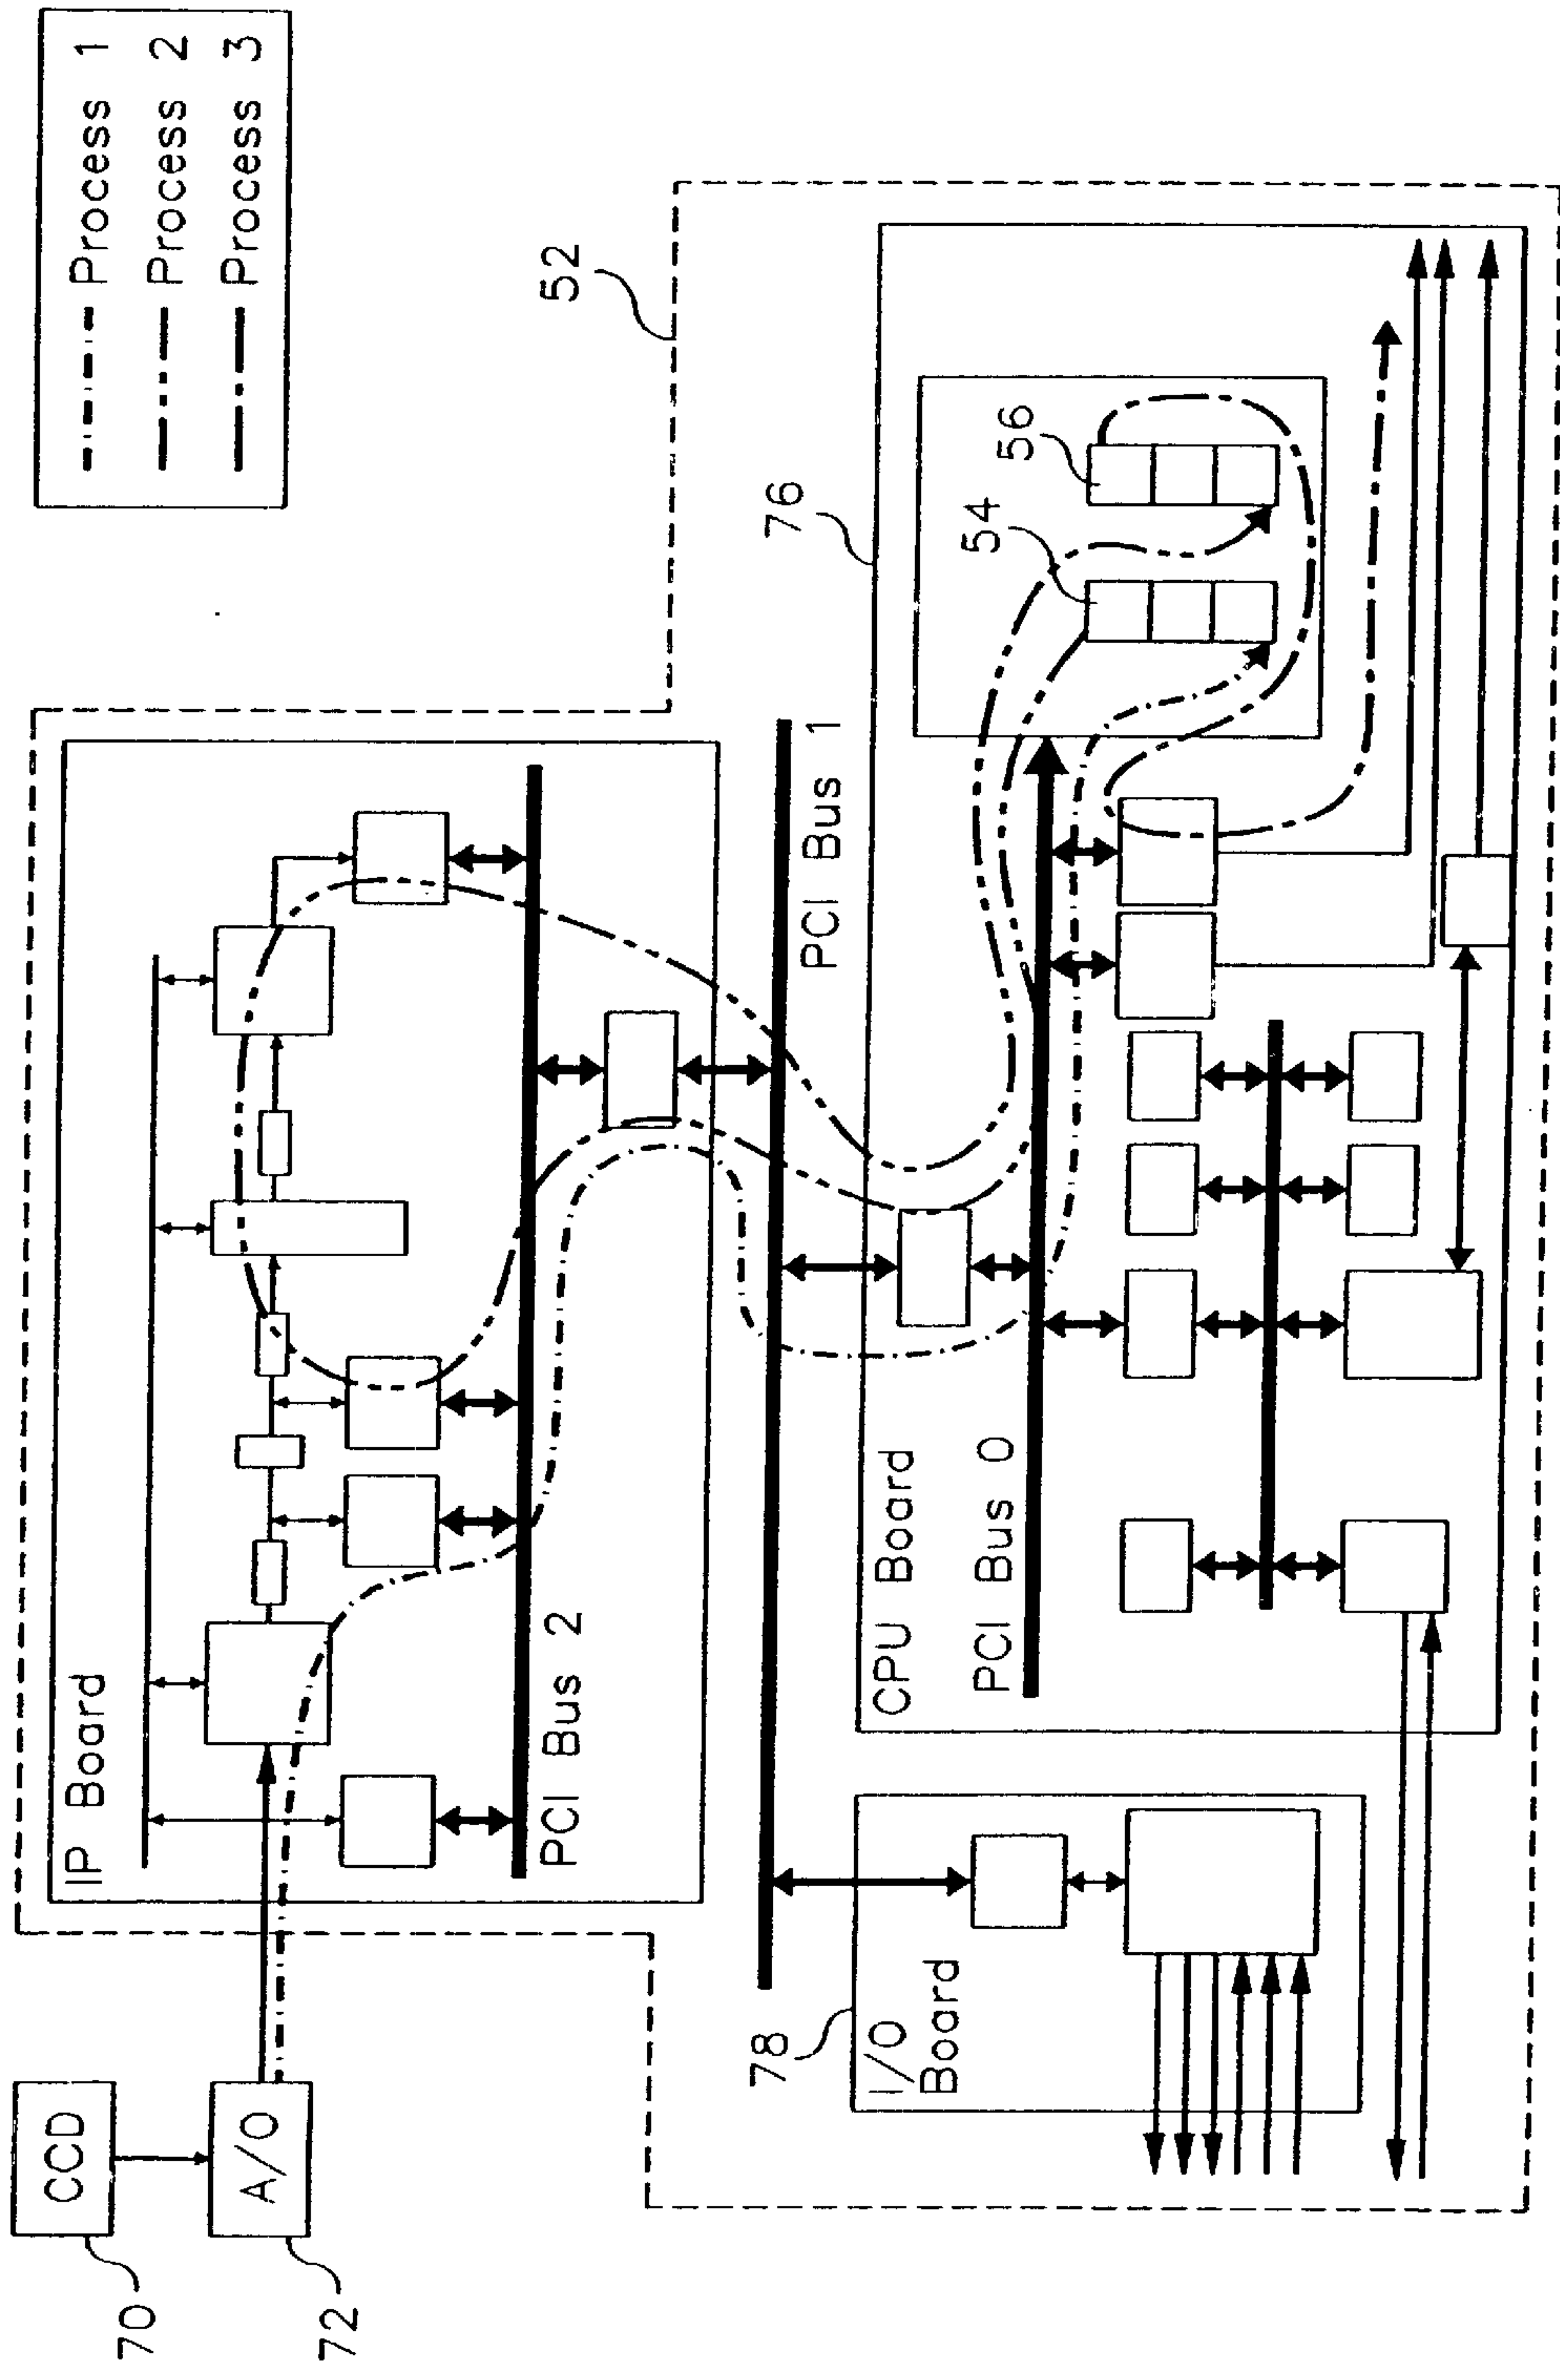 Process 1
Process 2
Process 3
52
CCD
70
A/O
72
IP Board
PCI Bus 2
PCI Bus 1
76
CPU Board
PCI Bus 0
54
56
78
I/O
Board